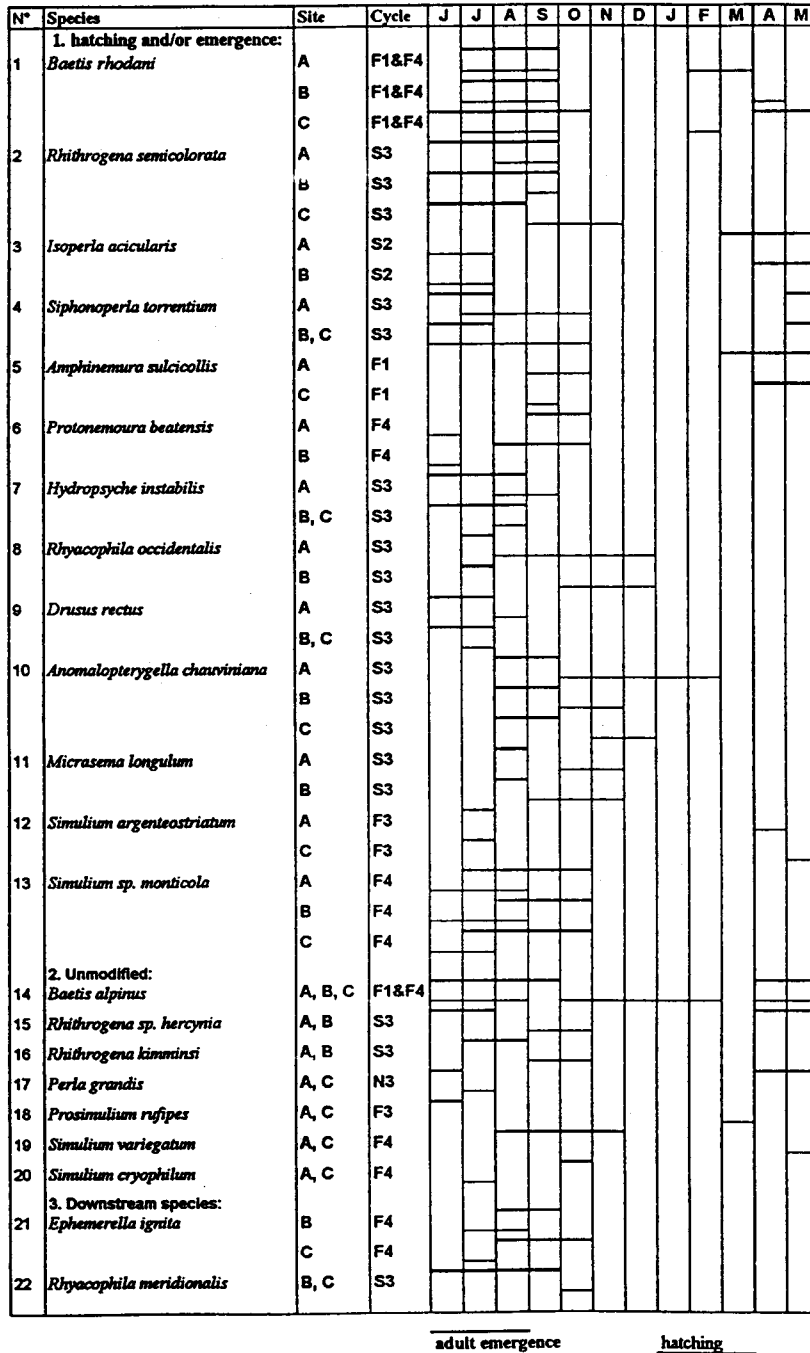 N° Species Site Cycle J J A S O N D J F M A M
1. hatching and/or emergence:
1 Baetis rhodani A F1&F4
B F1&F4
C F1&F4
2 Rhithrogena semicolorata A S3
B S3
C S3
3 Isoperla acicularis A S2
B S2
4 Siphonoperla torrentium A S3
B, C S3
5 Amphinemura sulcicollis A F1
C F1
6 Protonemoura beatensis A F4
B F4
7 Hydropsyche instabilis A S3
B, C S3
8 Rhyacophila occidentalis A S3
B S3
9 Drusus rectus A S3
B, C S3
10 Anomalopterygella chauviniana A S3
B S3
C S3
11 Micrasema longulum A S3
B S3
12 Simulium argenteostriatum A F3
C F3
13 Simulium sp. monticola A F4
B F4
C F4
2. Unmodified:
14 Baetis alpinus A, B, C F1&F4
15 Rhithrogena sp. hercynia A, B S3
16 Rhithrogena kimminsi A, B S3
17 Perla grandis A, C N3
18 Prosimulium rufipes A, C F3
19 Simulium variegatum A, C F4
20 Simulium cryophilum A, C F4
3. Downstream species:
21 Ephemerella ignita B F4
C F4
22 Rhyacophila meridionalis B, C S3
adult emergence hatching